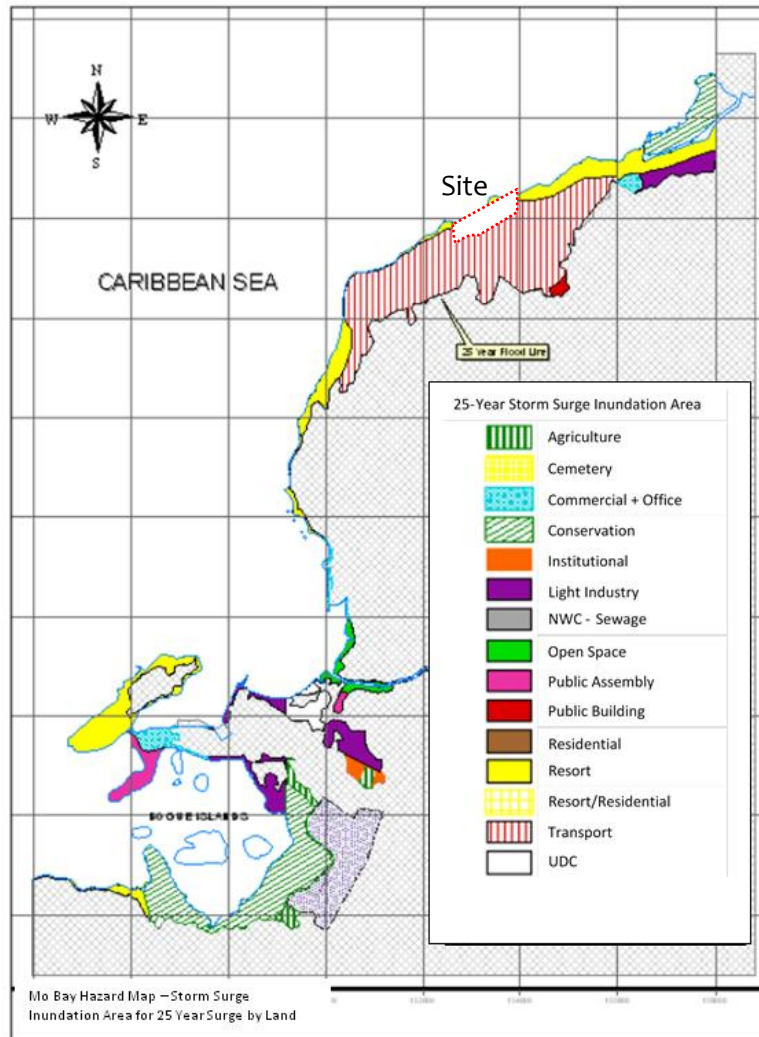 N
W E
S
Site
CARIBBEAN SEA
25 Year Flood Line
25-Year Storm Surge Inundation Area
Agriculture
Cemetery
Commercial + Office
Conservation
Institutional
Light Industry
NWC - Sewage
Open Space
Public Assembly
Public Building
Residential
Resort
Resort/Residential
Transport
UDC
BOGUE ISLANDS
Mo Bay Hazard Map – Storm Surge
Inundation Area for 25 Year Surge by Land